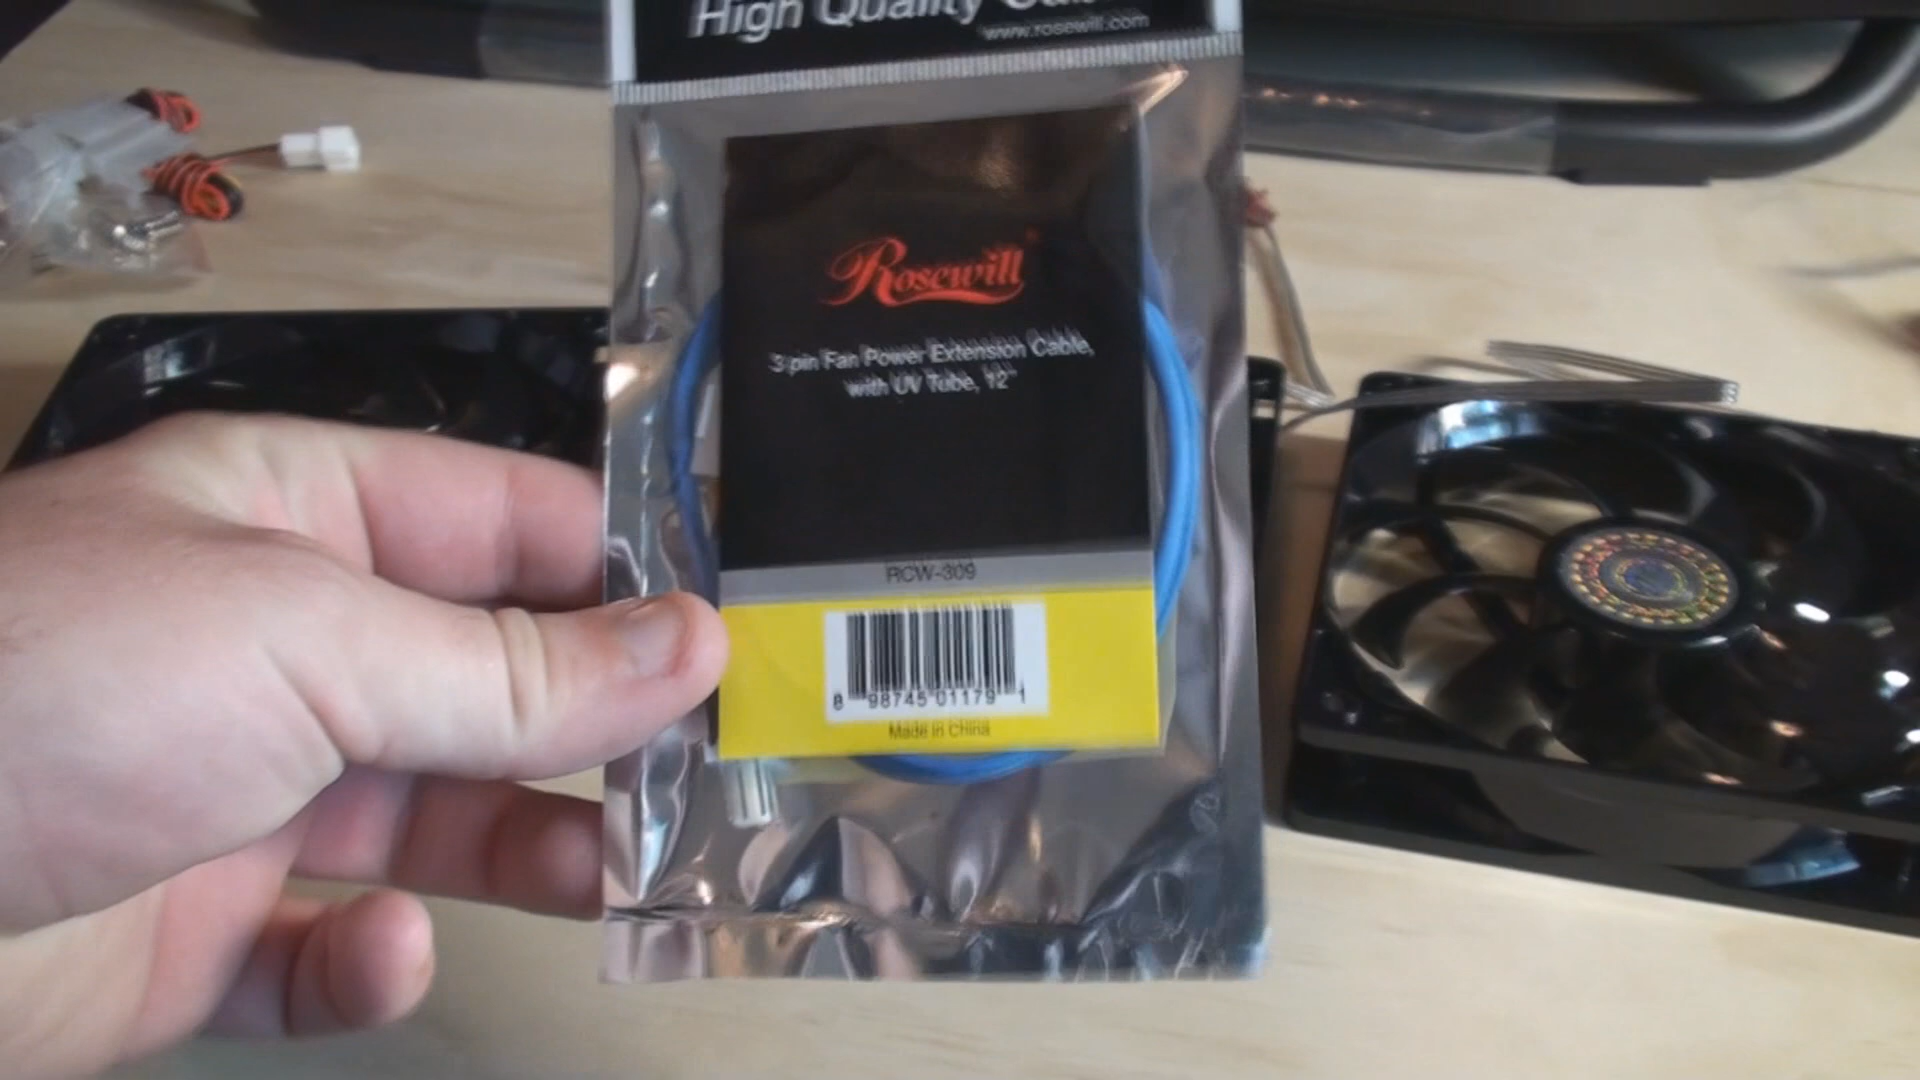 High Quality
www.rosewill.com
Rosewill
3 pin Fan Power Extension Cable,
with UV Tube, 12"
RCW-309
8 98745 01179 1
Made in China